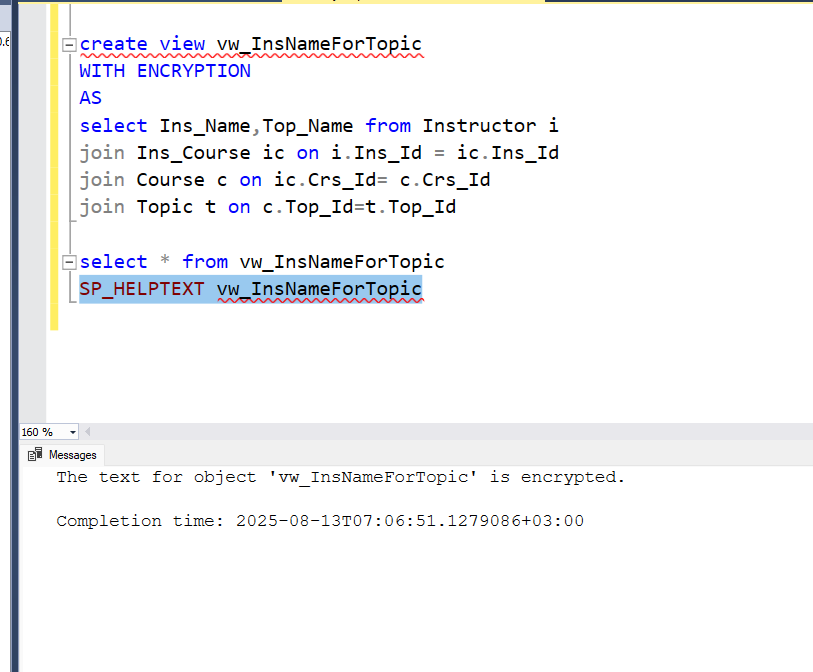 create view vw_InsNameForTopic
WITH ENCRYPTION
AS
select Ins_Name,Top_Name from Instructor i
join Ins_Course ic on i.Ins_Id = ic.Ins_Id
join Course c on ic.Crs_Id= c.Crs_Id
join Topic t on c.Top_Id=t.Top_Id
select * from vw_InsNameForTopic
SP_HELPTEXT vw_InsNameForTopic
160 %
Messages
The text for object 'vw_InsNameForTopic' is encrypted.
Completion time: 2025-08-13T07:06:51.1279086+03:00